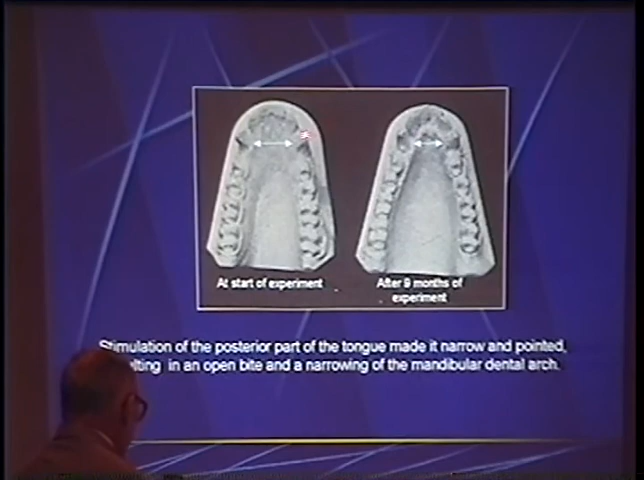 At start of experiment
After 9 months of
experiment
Stimulation of the posterior part of the tongue made it narrow and pointed,
in an open bite and a narrowing of the mandibular dental arch.